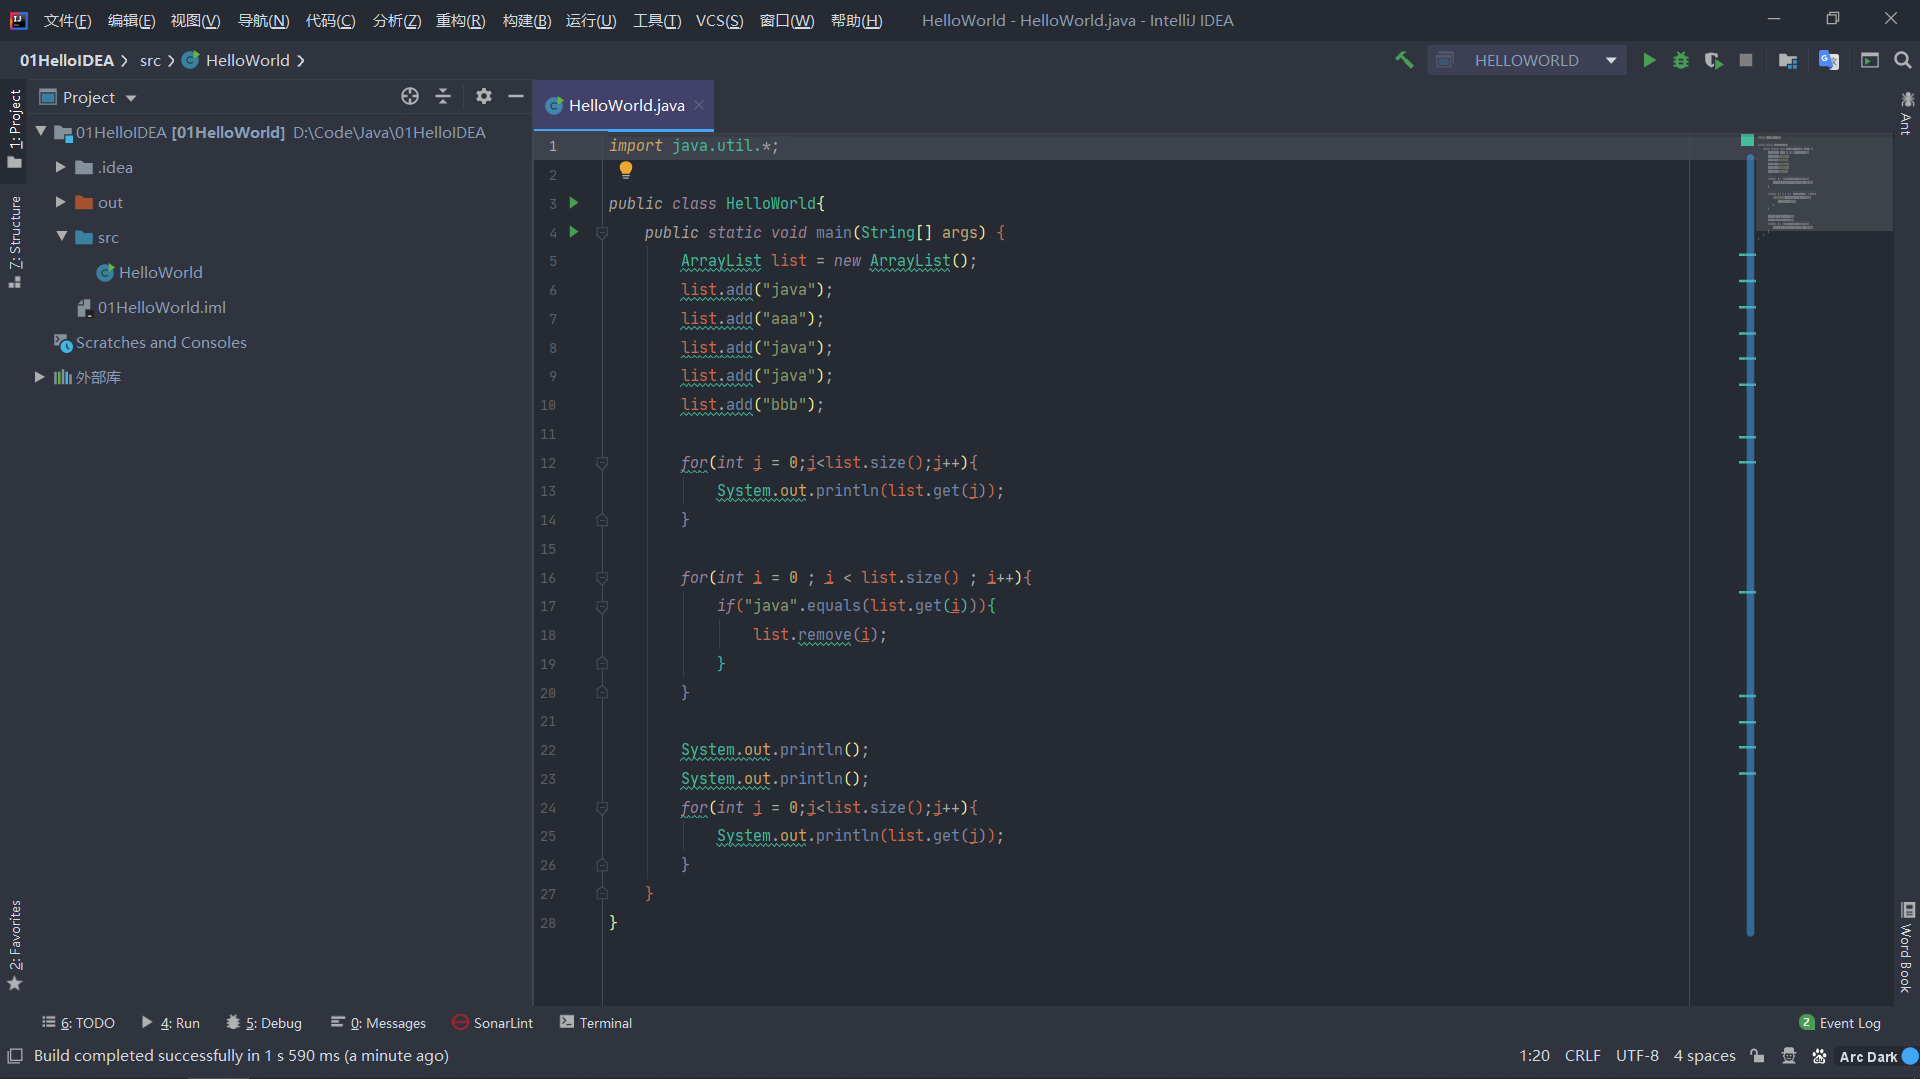 文件(F) 编辑(E) 视图(V) 导航(N) 代码(C) 分析(Z) 重构(R) 构建(B) 运行(U) 工具(T) VCS(S) 窗口(W) 帮助(H) HelloWorld - HelloWorld.java - IntelliJ IDEA
01HelloIDEA src HelloWorld HELLOWORLD
1: Project
7: Structure
2: Favorites
Project
01HelloIDEA [01HelloWorld] D:\Code\Java\01HelloIDEA
.idea
out
src
HelloWorld
01HelloWorld.iml
Scratches and Consoles
外部库
HelloWorld.java
1 import java.util.*;
2
3 public class HelloWorld{
4     public static void main(String[] args) {
5         ArrayList list = new ArrayList();
6         list.add("java");
7         list.add("aaa");
8         list.add("java");
9         list.add("java");
10         list.add("bbb");
11
12         for(int j = 0;j<list.size();j++){
13             System.out.println(list.get(j));
14         }
15
16         for(int i = 0 ; i < list.size() ; i++){
17             if("java".equals(list.get(i))){
18                 list.remove(i);
19             }
20         }
21
22         System.out.println();
23         System.out.println();
24         for(int j = 0;j<list.size();j++){
25             System.out.println(list.get(j));
26         }
27     }
28 }
Ant
Word Book
6: TODO 4: Run 5: Debug 0: Messages SonarLint Terminal 2 Event Log
Build completed successfully in 1 s 590 ms (a minute ago) 1:20 CRLF UTF-8 4 spaces Arc Dark